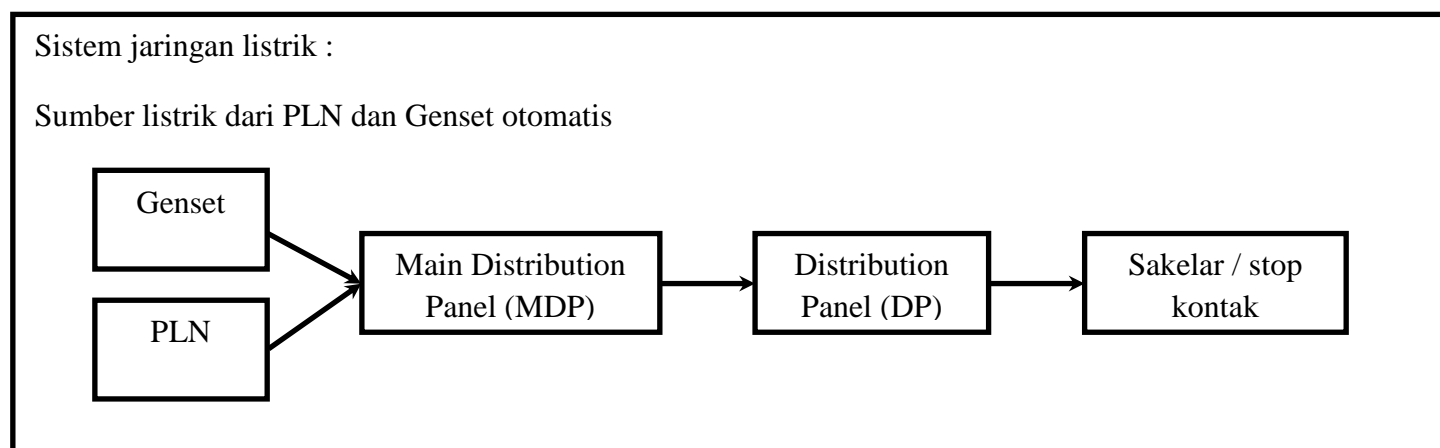 Sistem jaringan listrik :
Sumber listrik dari PLN dan Genset otomatis
Genset
PLN
Main Distribution
Panel (MDP)
Distribution
Panel (DP)
Sakelar / stop
kontak